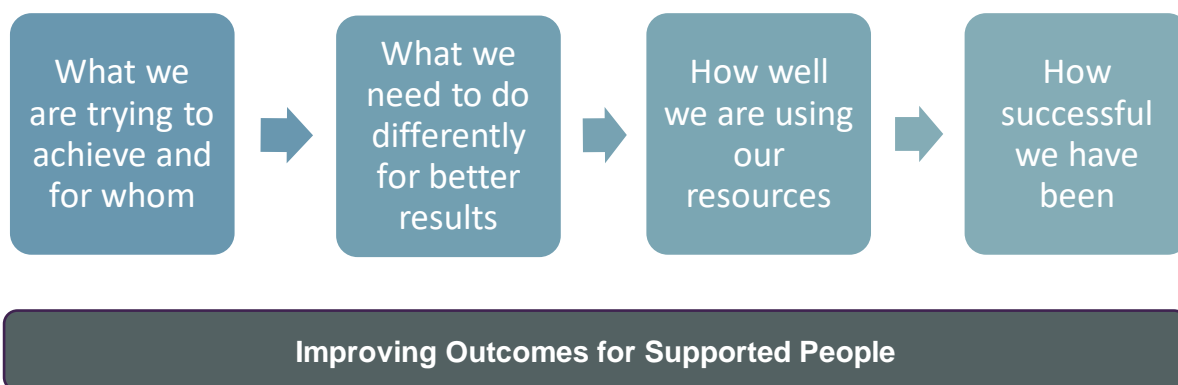 What we
are trying to
achieve and
for whom
What we
need to do
differently
for better
results
How well
we are using
our
resources
How
successful
we have
been
Improving Outcomes for Supported People